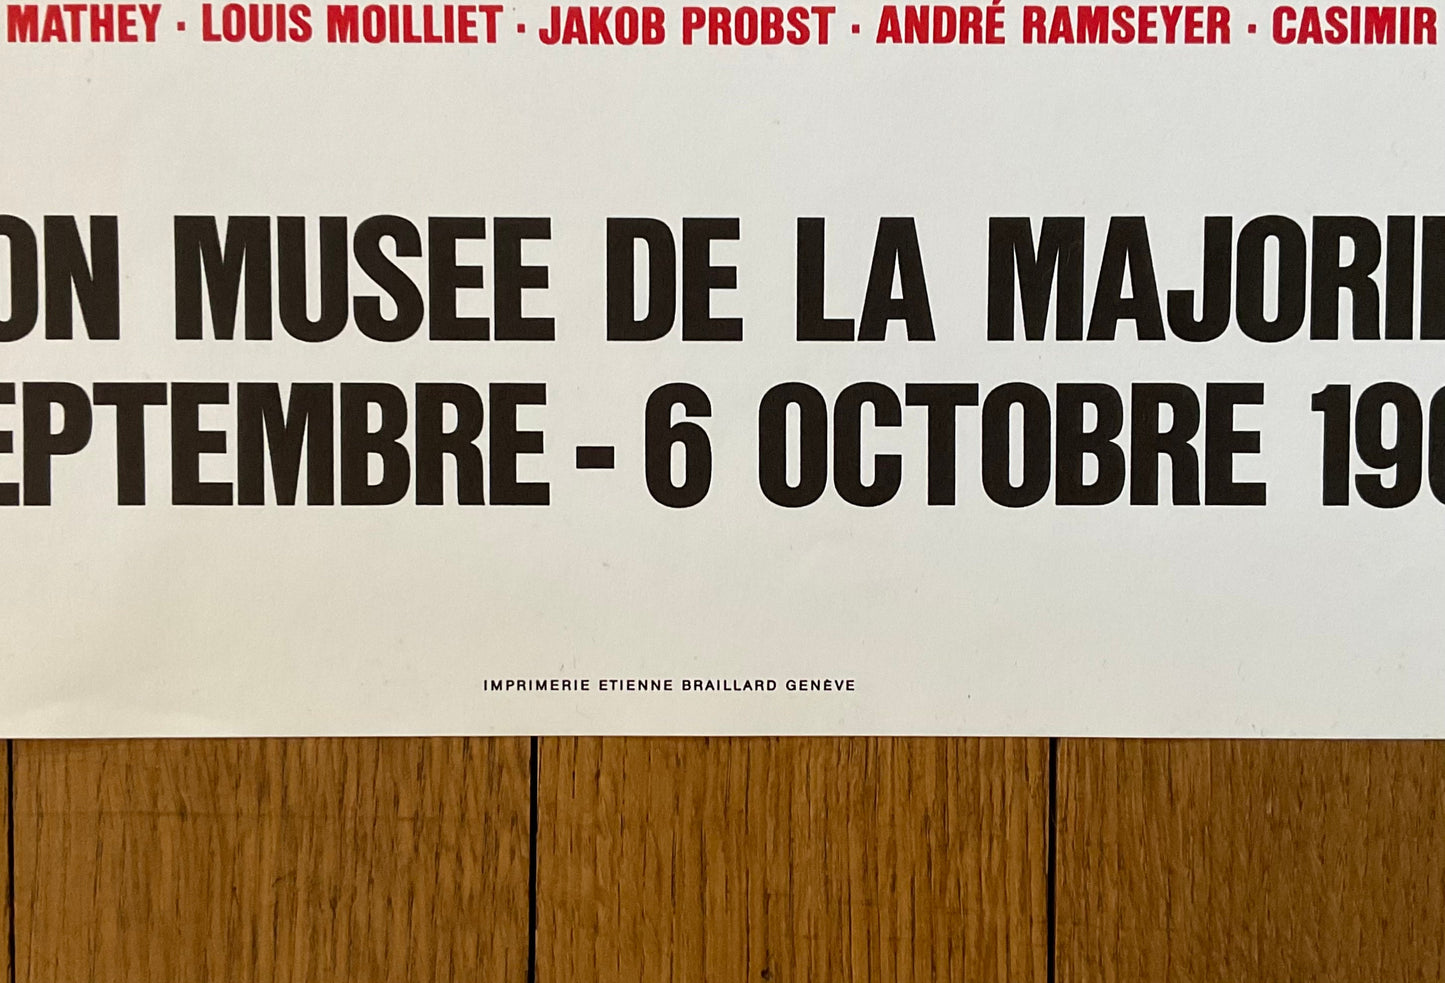 MATHEY · LOUIS MOILLIET · JAKOB PROBST · ANDRÉ RAMSEYER · CASIMIR
ON MUSEE DE LA MAJORI
EPTEMBRE - 6 OCTOBRE 19
IMPRIMERIE ETIENNE BRAILLARD GENÈVE